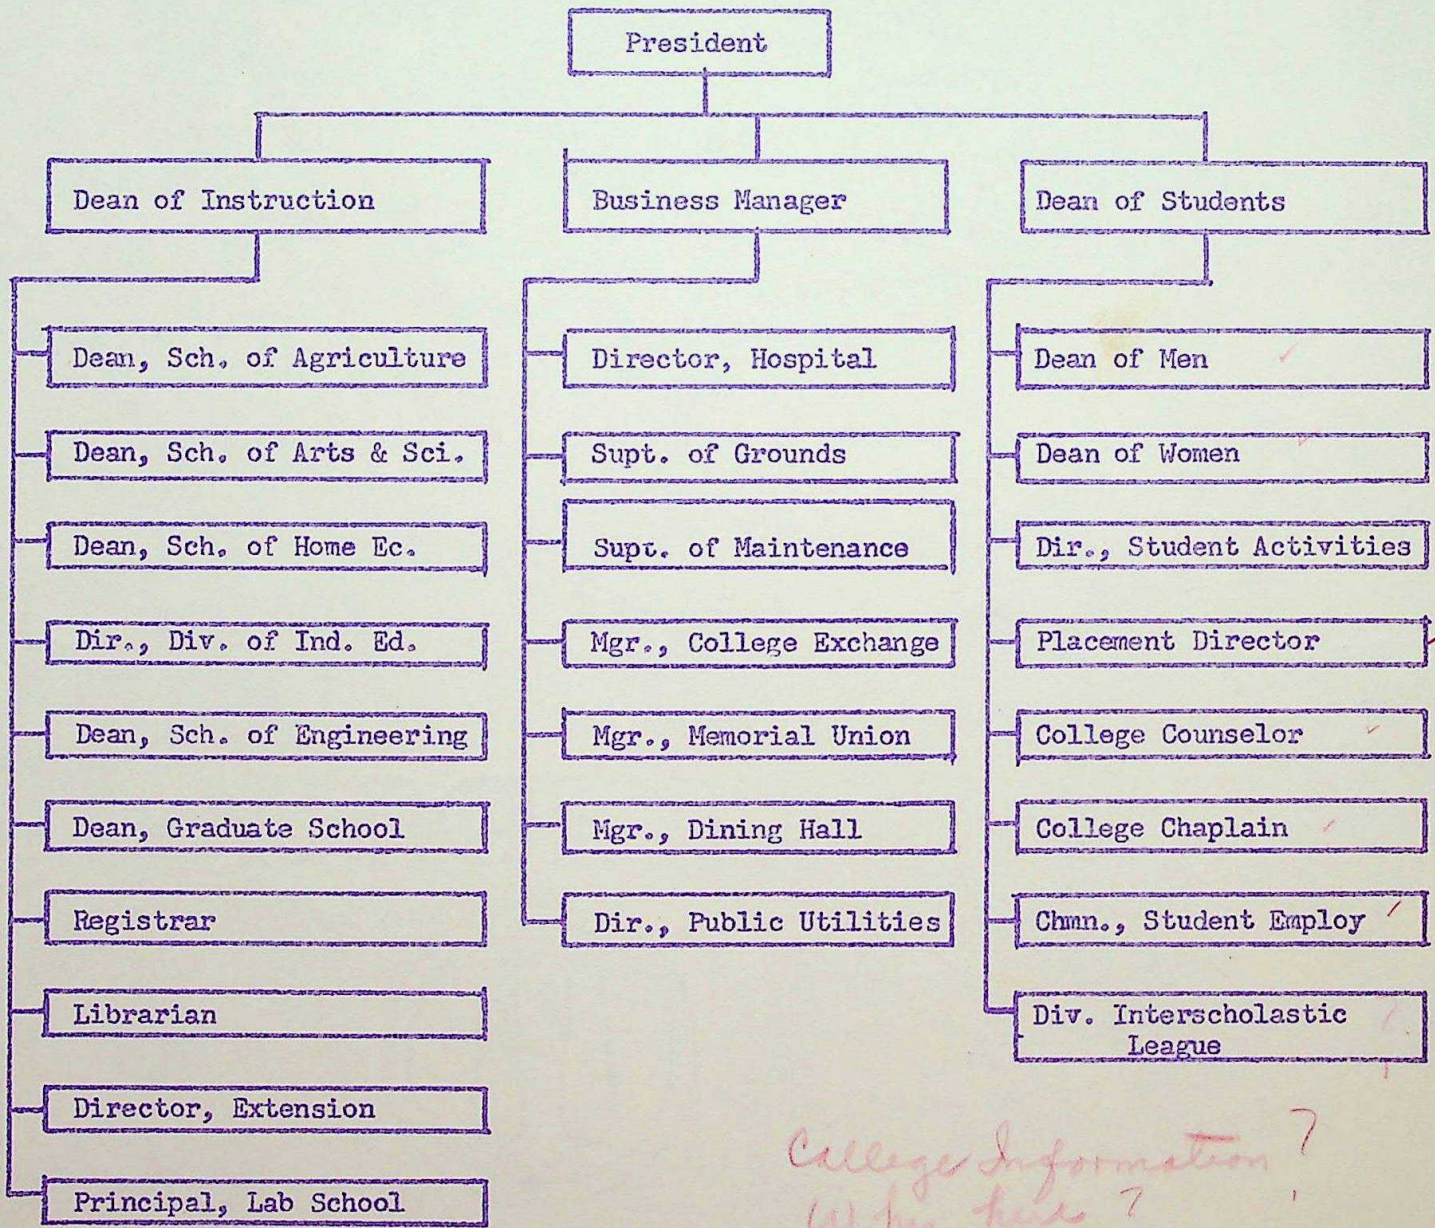 President
Dean of Instruction
Business Manager
Dean of Students
Dean, Sch. of Agriculture
Dean, Sch. of Arts & Sci.
Dean, Sch. of Home Ec.
Dir., Div. of Ind. Ed.
Dean, Sch. of Engineering
Dean, Graduate School
Registrar
Librarian
Director, Extension
Principal, Lab School
Director, Hospital
Supt. of Grounds
Supt. of Maintenance
Mgr., College Exchange
Mgr., Memorial Union
Mgr., Dining Hall
Dir., Public Utilities
Dean of Men
Dean of Women
Dir., Student Activities
Placement Director
College Counselor
College Chaplain
Chmn., Student Employ
Div. Interscholastic
League
College Information ?
here ?